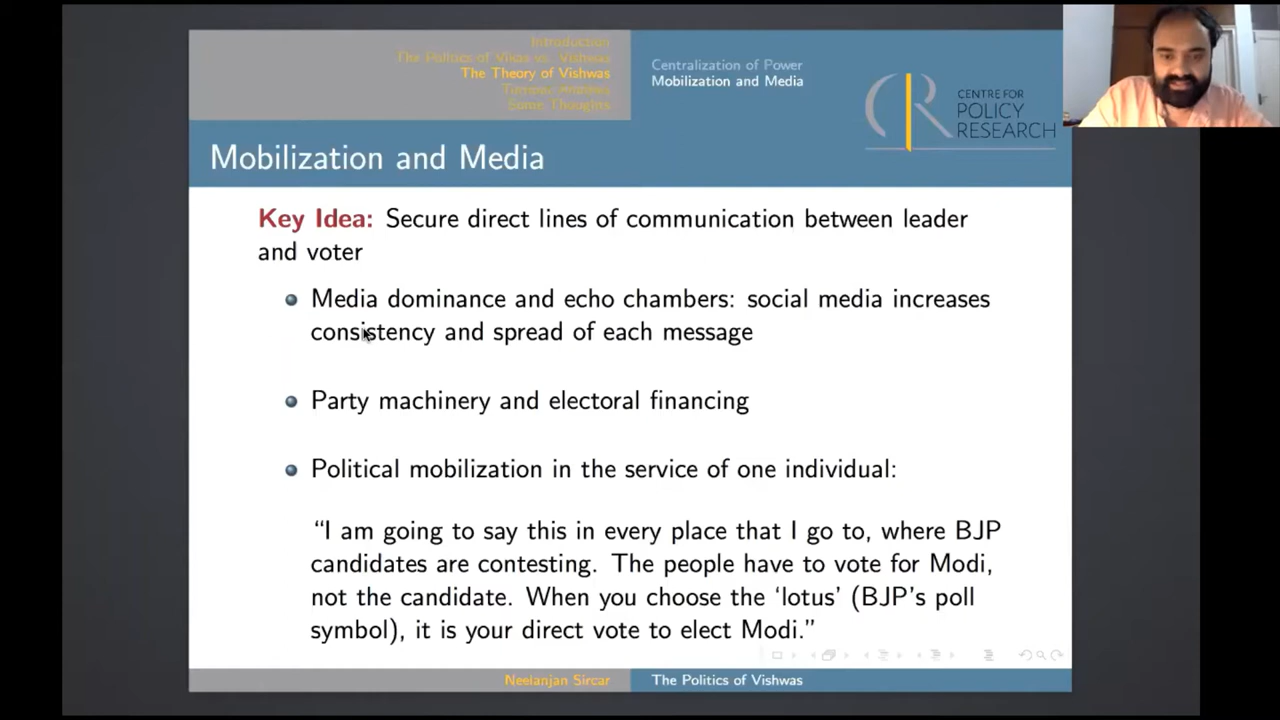 Introduction
The Politics of Vikas vs. Vishwas
The Theory of Vishwas
Some Thoughts
Centralization of Power
Mobilization and Media
CENTRE FOR
POLICY
RESEARCH
Mobilization and Media
Key Idea: Secure direct lines of communication between leader
and voter
Media dominance and echo chambers: social media increases
consistency and spread of each message
Party machinery and electoral financing
Political mobilization in the service of one individual:
“I am going to say this in every place that I go to, where BJP
candidates are contesting. The people have to vote for Modi,
not the candidate. When you choose the ‘lotus’ (BJP’s poll
symbol), it is your direct vote to elect Modi.”
Neelanjan Sircar
The Politics of Vishwas